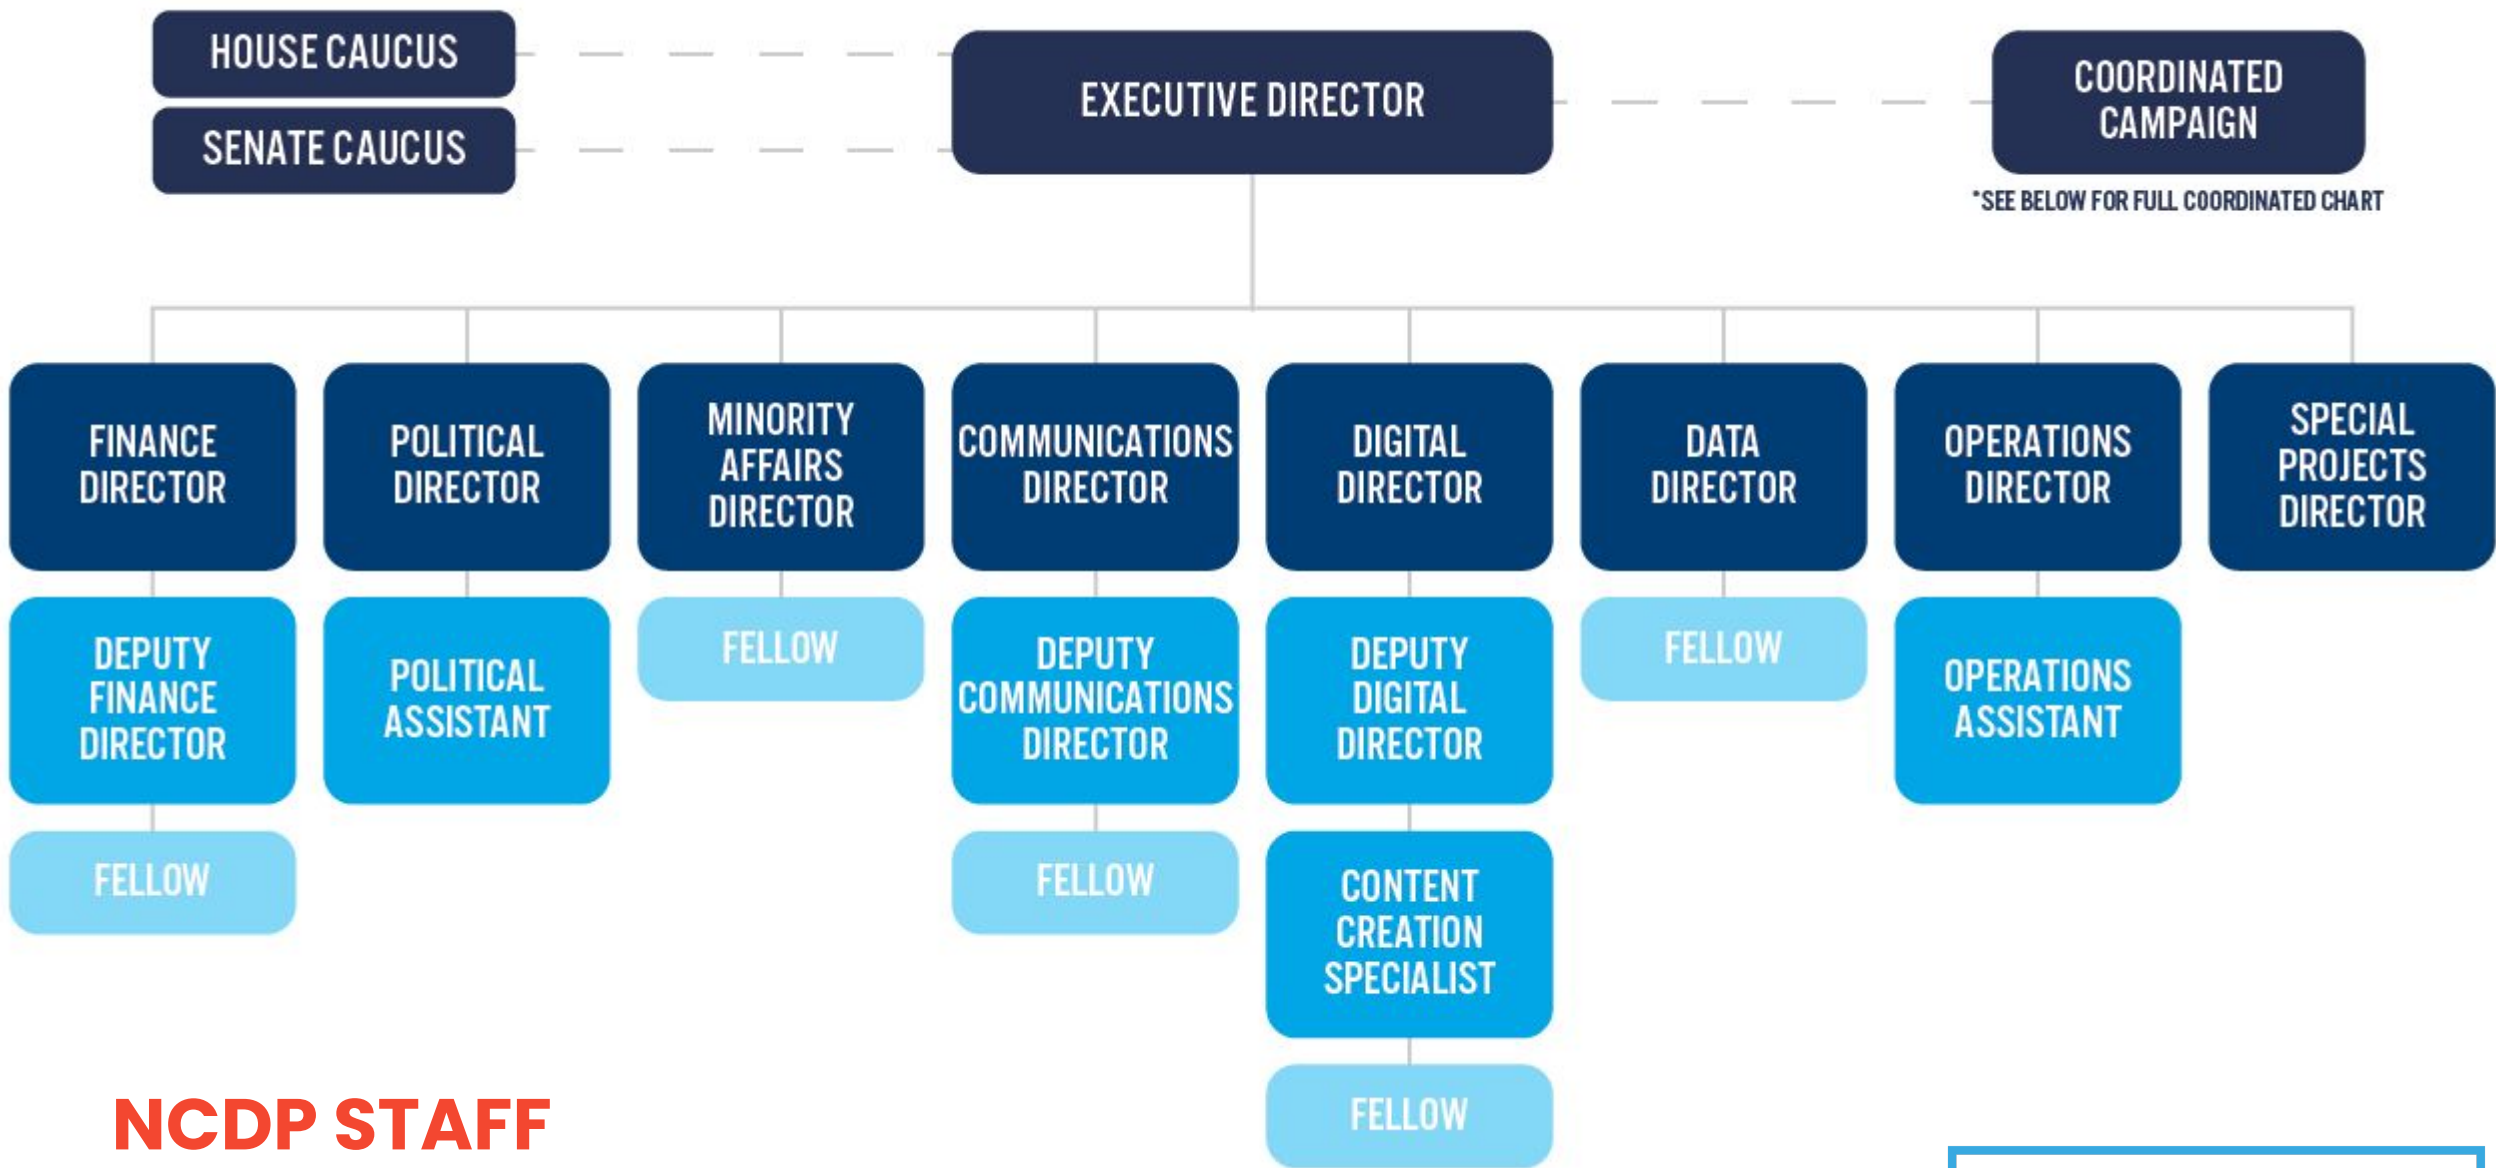 HOUSE CAUCUS
SENATE CAUCUS
EXECUTIVE DIRECTOR
COORDINATED
CAMPAIGN
*SEE BELOW FOR FULL COORDINATED CHART
FINANCE
DIRECTOR
POLITICAL
DIRECTOR
MINORITY
AFFAIRS
DIRECTOR
COMMUNICATIONS
DIRECTOR
DIGITAL
DIRECTOR
DATA
DIRECTOR
OPERATIONS
DIRECTOR
SPECIAL
PROJECTS
DIRECTOR
DEPUTY
FINANCE
DIRECTOR
POLITICAL
ASSISTANT
FELLOW
DEPUTY
COMMUNICATIONS
DIRECTOR
DEPUTY
DIGITAL
DIRECTOR
FELLOW
OPERATIONS
ASSISTANT
FELLOW
FELLOW
CONTENT
CREATION
SPECIALIST
FELLOW
NCDP STAFF